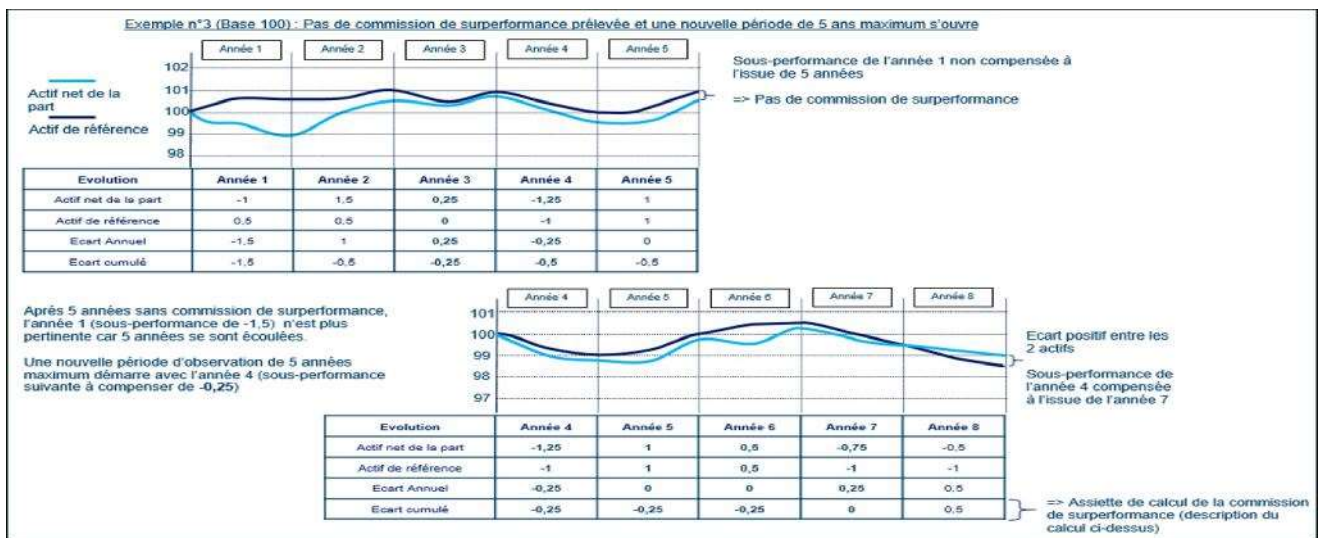 Exemple n°3 (Base 100) : Pas de commission de surperformance prélevée et une nouvelle période de 5 ans maximum s'ouvre
Année 1 Année 2 Année 3 Année 4 Année 5
102
101
100
99
98
Actif net de la
part
Actif de référence
Sous-performance de l'année 1 non compensée à
l'issue de 5 années
=> Pas de commission de surperformance
Evolution Année 1 Année 2 Année 3 Année 4 Année 5
Actif net de la part -1 1,5 0,25 -1,25 1
Actif de référence 0,5 0,5 0 -1 1
Ecart Annuel -1,5 1 0,25 -0,25 0
Ecart cumulé -1,5 -0,5 -0,25 -0,5 -0,5
Après 5 années sans commission de surperformance,
l'année 1 (sous-performance de -1,5) n'est plus
pertinente car 5 années se sont écoulées.
Une nouvelle période d'observation de 5 années
maximum démarre avec l'année 4 (sous-performance
suivante à compenser de -0,25)
Année 4 Année 5 Année 6 Année 7 Année 8
101
100
99
98
97
Ecart positif entre les
2 actifs
Sous-performance de
l'année 4 compensée
à l'issue de l'année 7
Evolution Année 4 Année 5 Année 6 Année 7 Année 8
Actif net de la part -1,25 1 0,5 -0,75 -0,5
Actif de référence -1 1 0,5 -1 -1
Ecart Annuel -0,25 0 0 0,25 0,5
Ecart cumulé -0,25 -0,25 -0,25 0 0,5
=> Assiette de calcul de la commission
de surperformance (description du
calcul ci-dessus)